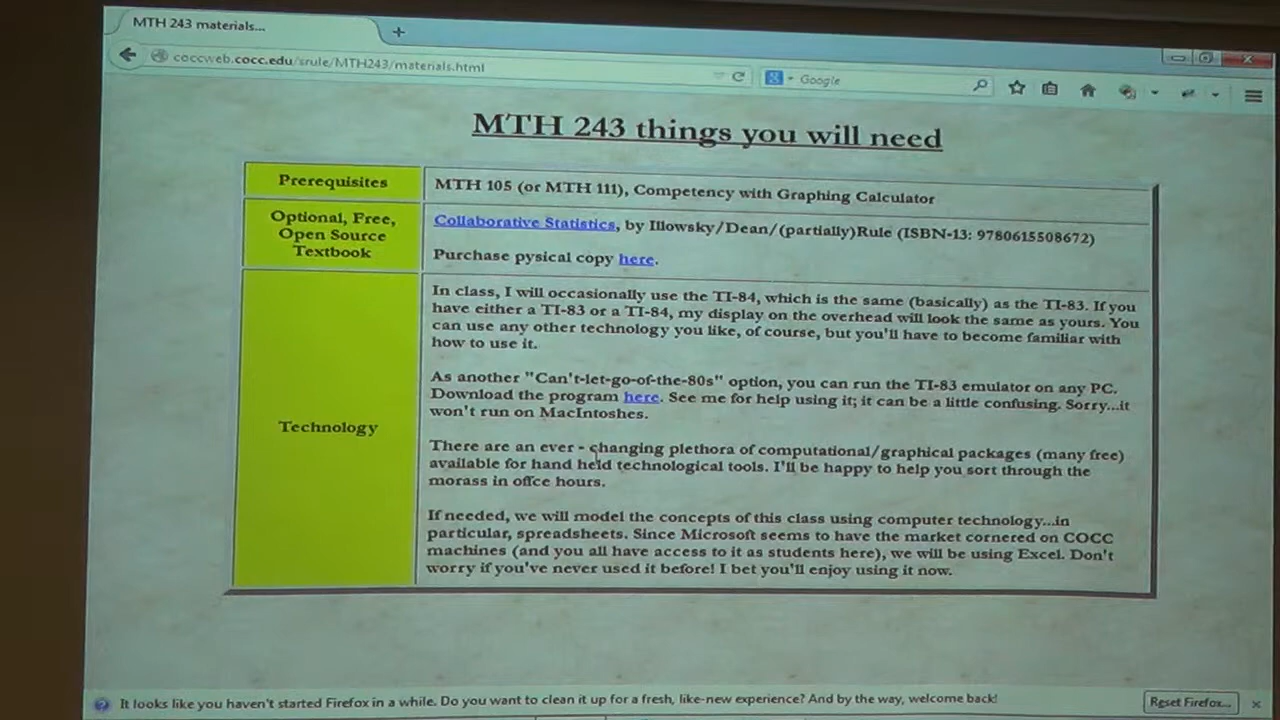 MTH 243 materials...
coccweb.cocc.edu/srule/MTH243/materials.html
Google
MTH 243 things you will need
Prerequisites
MTH 105 (or MTH 111), Competency with Graphing Calculator
Optional, Free,
Open Source
Textbook
Collaborative Statistics, by Illowsky/Dean/(partially)Rule (ISBN-13: 9780615508672)
Purchase pysical copy here.
Technology
In class, I will occasionally use the TI-84, which is the same (basically) as the TI-83. If you
have either a TI-83 or a TI-84, my display on the overhead will look the same as yours. You
can use any other technology you like, of course, but you'll have to become familiar with
how to use it.
As another "Can't-let-go-of-the-80s" option, you can run the TI-83 emulator on any PC.
Download the program here. See me for help using it; it can be a little confusing. Sorry...it
won't run on MacIntoshes.
There are an ever - changing plethora of computational/graphical packages (many free)
available for hand held technological tools. I'll be happy to help you sort through the
morass in offce hours.
If needed, we will model the concepts of this class using computer technology...in
particular, spreadsheets. Since Microsoft seems to have the market cornered on COCC
machines (and you all have access to it as students here), we will be using Excel. Don't
worry if you've never used it before! I bet you'll enjoy using it now.
It looks like you haven't started Firefox in a while. Do you want to clean it up for a fresh, like-new experience? And by the way, welcome back!
Reset Firefox...